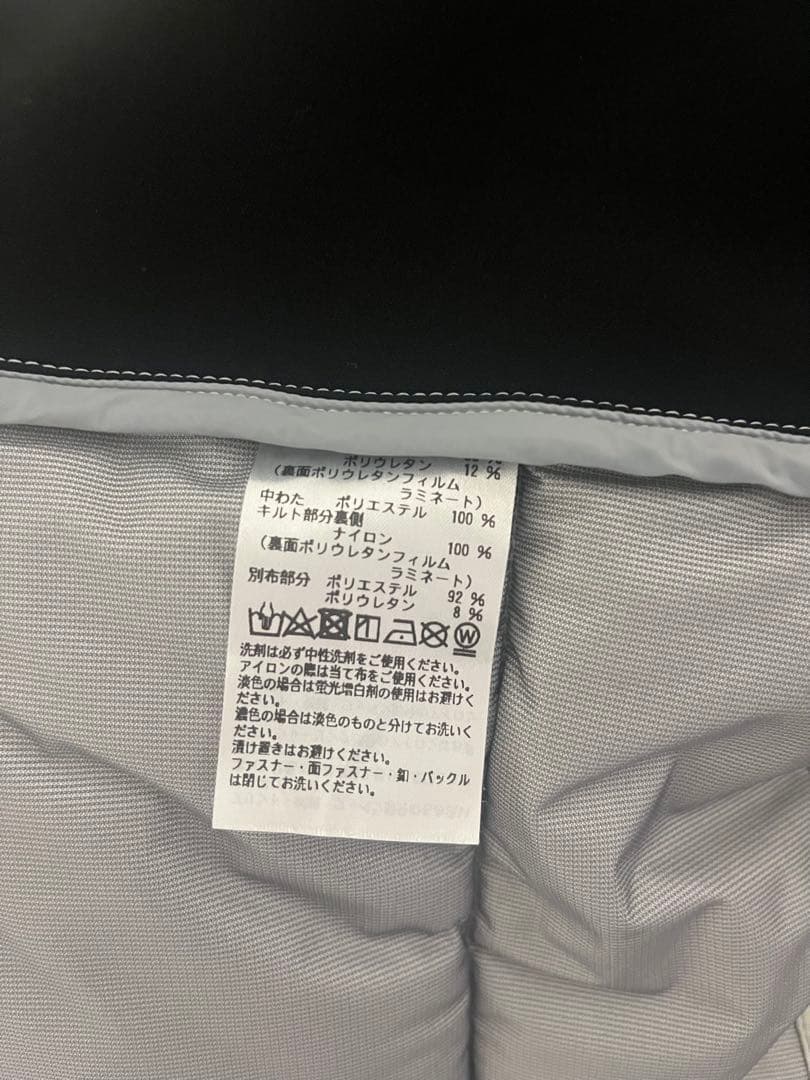 ポリウレタン 12 %
(裏面ポリウレタンフィルム
ラミネート)
中わた ポリエステル 100 %
キルト部分裏側
ナイロン 100 %
(裏面ポリウレタンフィルム
ラミネート)
別布部分 ポリエステル 92 %
ポリウレタン 8 %
W
洗剤は必ず中性洗剤をご使用ください。
アイロンの際は当て布をご使用ください。
淡色の場合は蛍光増白剤の使用はお避けく
ださい。
濃色の場合は淡色のものと分けてお洗いく
ださい。
漬け置きはお避けください。
ファスナー・面ファスナー・釦・バックル
は閉じてお洗いください。